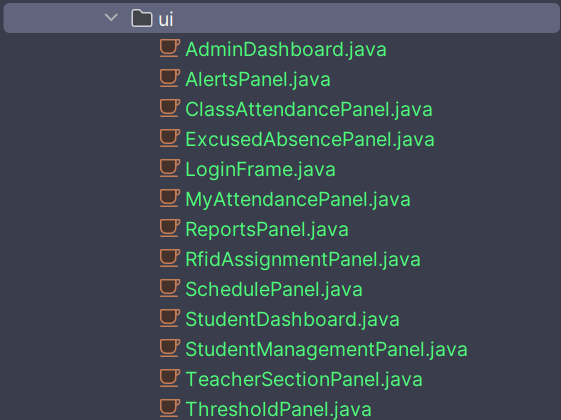 ui
AdminDashboard.java
AlertsPanel.java
ClassAttendancePanel.java
ExcusedAbsencePanel.java
LoginFrame.java
MyAttendancePanel.java
ReportsPanel.java
RfidAssignmentPanel.java
SchedulePanel.java
StudentDashboard.java
StudentManagementPanel.java
TeacherSectionPanel.java
ThresholdPanel.java